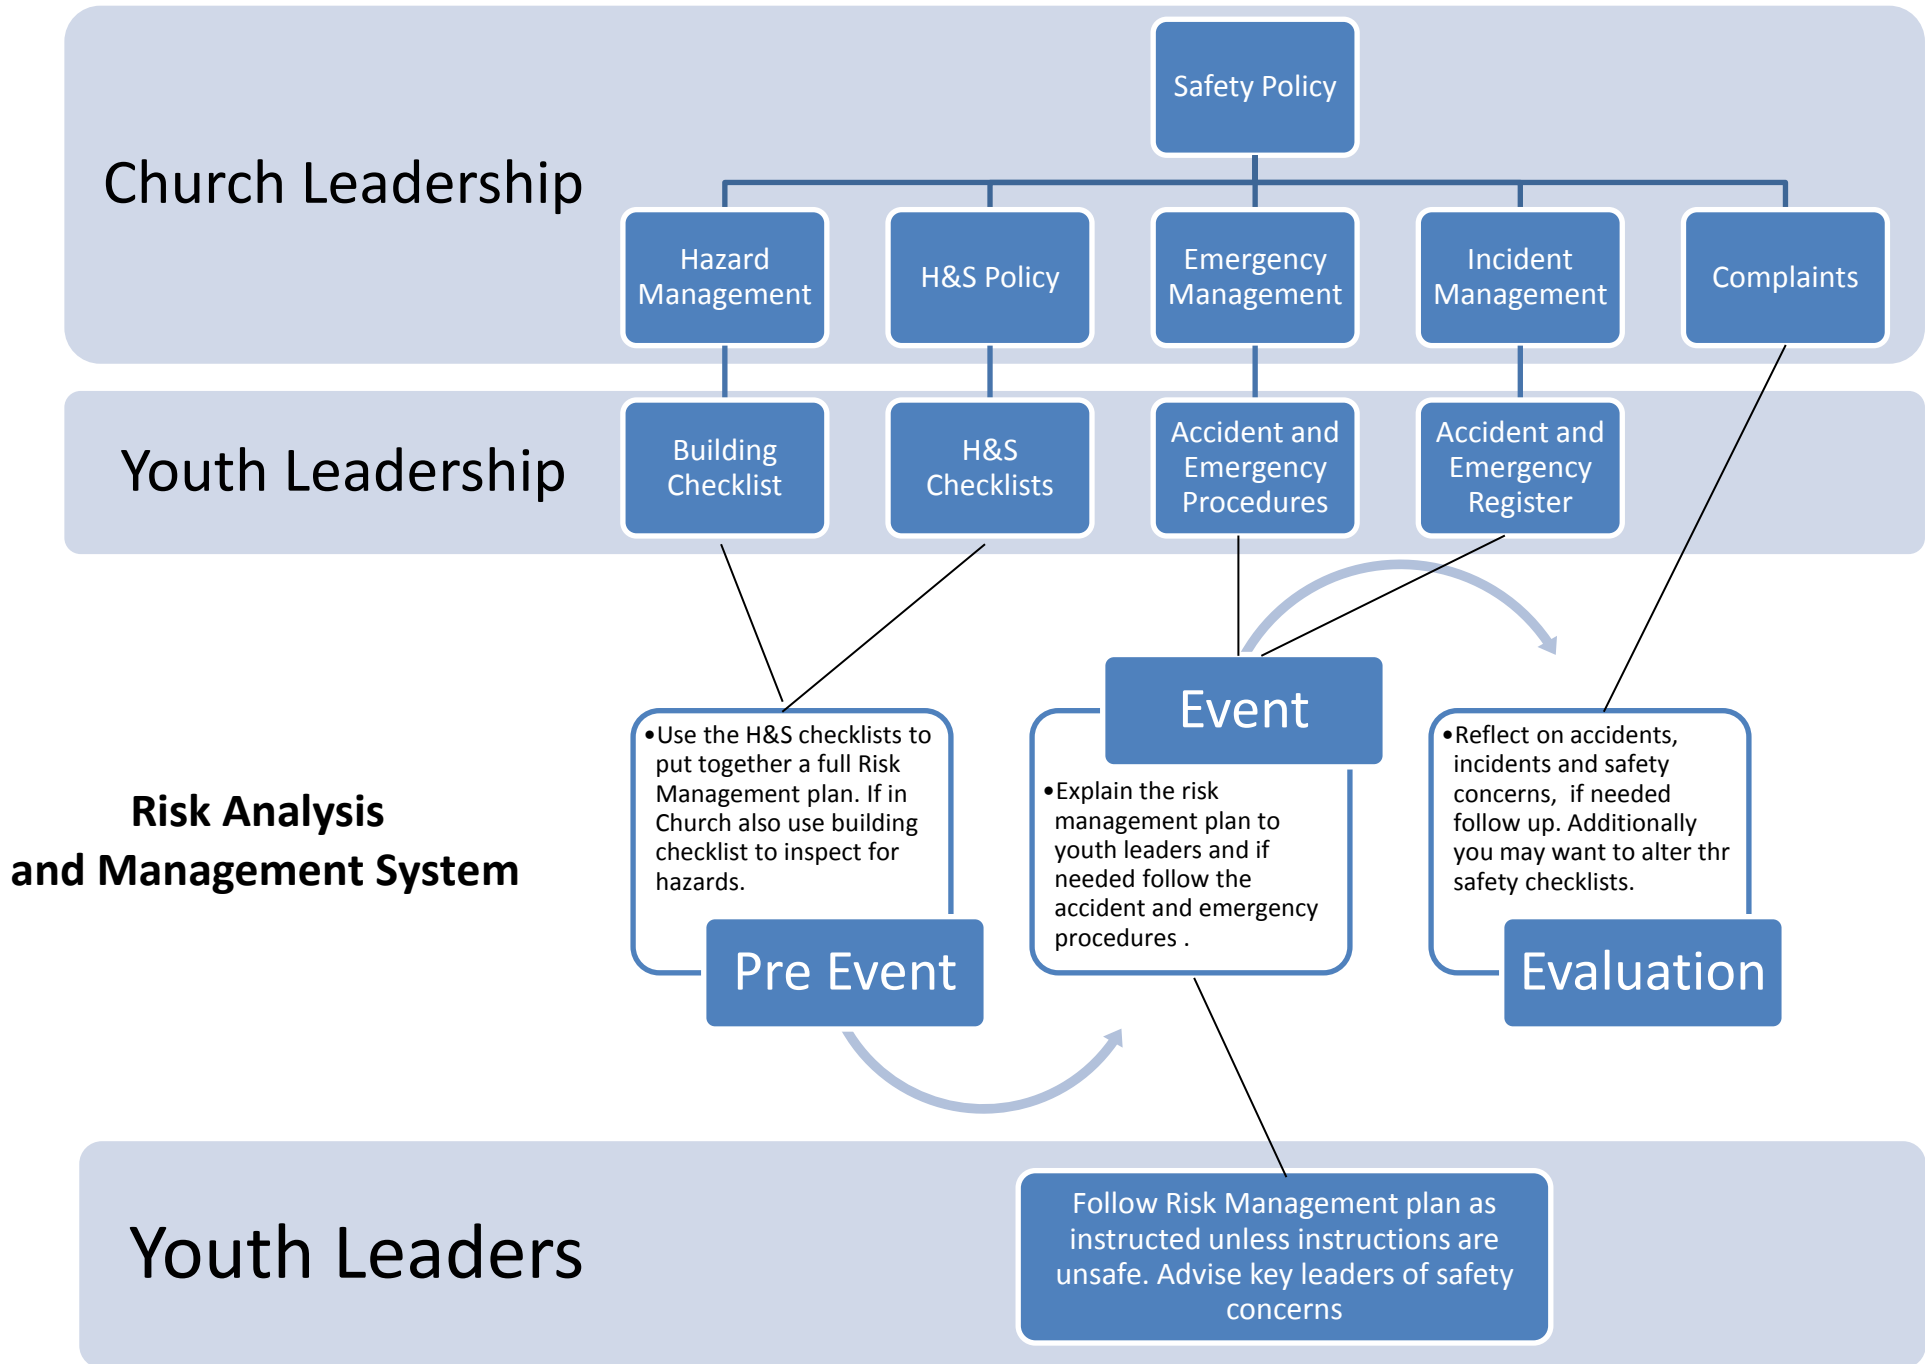 Safety Policy
Church Leadership
Hazard
Management
H&S Policy
Emergency
Management
Incident
Management
Complaints
Youth Leadership
Building
Checklist
H&S
Checklists
Accident and
Emergency
Procedures
Accident and
Emergency
Register
Risk Analysis
and Management System
•Use the H&S checklists to
put together a full Risk
Management plan. If in
Church also use building
checklist to inspect for
hazards.
Pre Event
Event
•Explain the risk
management plan to
youth leaders and if
needed follow the
accident and emergency
procedures .
•Reflect on accidents,
incidents and safety
concerns,  if needed
follow up. Additionally
you may want to alter thr
safety checklists.
Evaluation
Youth Leaders
Follow Risk Management plan as
instructed unless instructions are
unsafe. Advise key leaders of safety
concerns